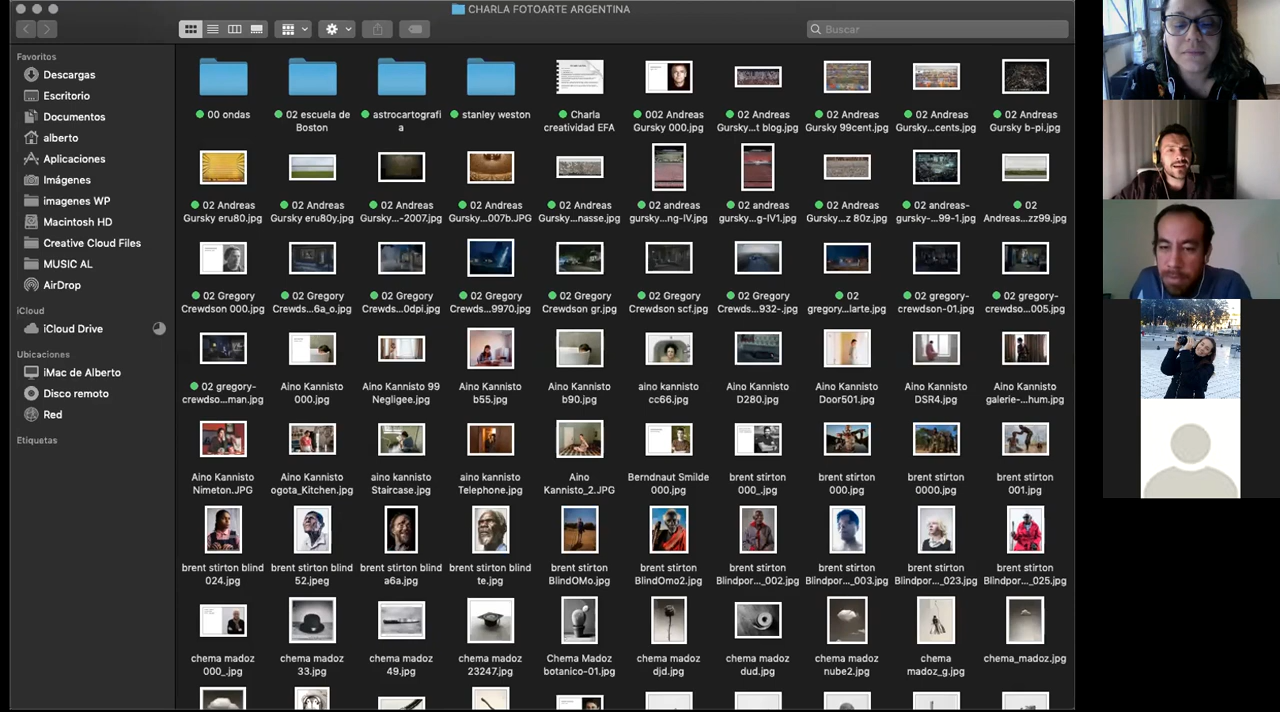 CHARLA FOTOARTE ARGENTINA
Buscar
Favoritos
Descargas
Escritorio
Documentos
alberto
Aplicaciones
Imágenes
imagenes WP
Macintosh HD
Creative Cloud Files
MUSIC AL
AirDrop
iCloud
iCloud Drive
Ubicaciones
iMac de Alberto
Disco remoto
Red
Etiquetas
00 ondas
02 escuela de
Boston
astrocartografi
a
stanley weston
Charla
creatividad EFA
000 Andreas
Gursky 000.jpg
02 Andreas
Gursky...t blog.jpg
02 Andreas
Gursky 99cent.jpg
02 Andreas
Gursky...cents.jpg
02 Andreas
Gursky b-pi.jpg
02 Andreas
Gursky eru80.jpg
02 Andreas
Gursky eru80y.jpg
02 Andreas
Gursky...-2007.jpg
02 Andreas
Gursky...007b.JPG
02 Andreas
Gursky...nasse.jpg
02 andreas
gursky...ng-IV.jpg
02 andreas
gursky...g-IV1.jpg
02 Andreas
Gursky...z 80z.jpg
02 andreas-
gursky-...99-1.jpg
02
Andreas...zz99.jpg
02 Gregory
Crewdson 000.jpg
02 Gregory
Crewds...6a_o.jpg
02 Gregory
Crewds...0dpi.jpg
02 Gregory
Crewds...9970.jpg
02 Gregory
Crewdson gr.jpg
02 Gregory
Crewdson scf.jpg
02 Gregory
Crewds...932-.jpg
02
gregory...larte.jpg
02 gregory-
crewdson-01.jpg
02 gregory-
crewdso...005.jpg
02 gregory-
crewdso...man.jpg
Aino Kannisto
000.jpg
Aino Kannisto 99
Negligee.jpg
Aino Kannisto
b55.jpg
Aino Kannisto
b90.jpg
aino kannisto
cc66.jpg
Aino Kannisto
D280.jpg
Aino Kannisto
Door501.jpg
Aino Kannisto
DSR4.jpg
Aino Kannisto
galerie-...hum.jpg
Aino Kannisto
Nimeton.JPG
Aino Kannisto
ogota_Kitchen.jpg
aino kannisto
Staircase.jpg
aino kannisto
Telephone.jpg
Aino
Kannisto_2.JPG
Berndnaut Smilde
000.jpg
brent stirton
000_.jpg
brent stirton
000.jpg
brent stirton
0000.jpg
brent stirton
001.jpg
brent stirton blind
024.jpg
brent stirton blind
52.jpeg
brent stirton blind
a6a.jpg
brent stirton blind
te.jpg
brent stirton
BlindOMo.jpg
brent stirton
BlindOmo2.jpg
brent stirton
Blindpor..._002.jpg
brent stirton
Blindpor..._003.jpg
brent stirton
Blindpor..._023.jpg
brent stirton
Blindpor..._025.jpg
chema madoz
000_.jpg
chema madoz
33.jpg
chema madoz
49.jpg
chema madoz
23247.jpg
Chema Madoz
botanico-01.jpg
chema madoz
djd.jpg
chema madoz
dud.jpg
chema madoz
nube2.jpg
chema
madoz_g.jpg
chema_madoz.jpg